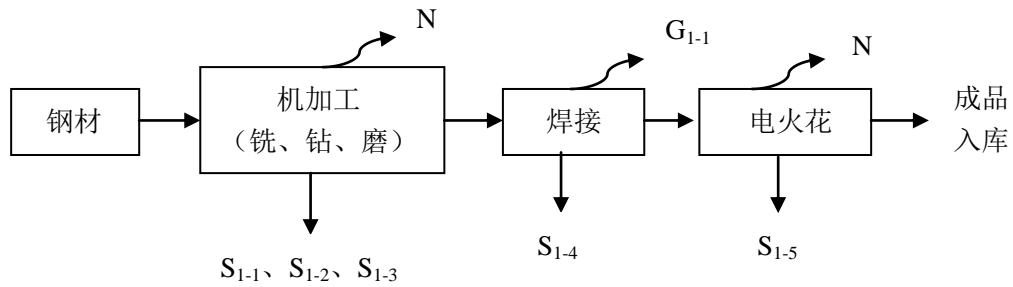 N
G₁₋₁
N
钢材
机加工
（铣、钻、磨）
焊接
电火花
成品
入库
S₁₋₁、S₁₋₂、S₁₋₃
S₁₋₄
S₁₋₅